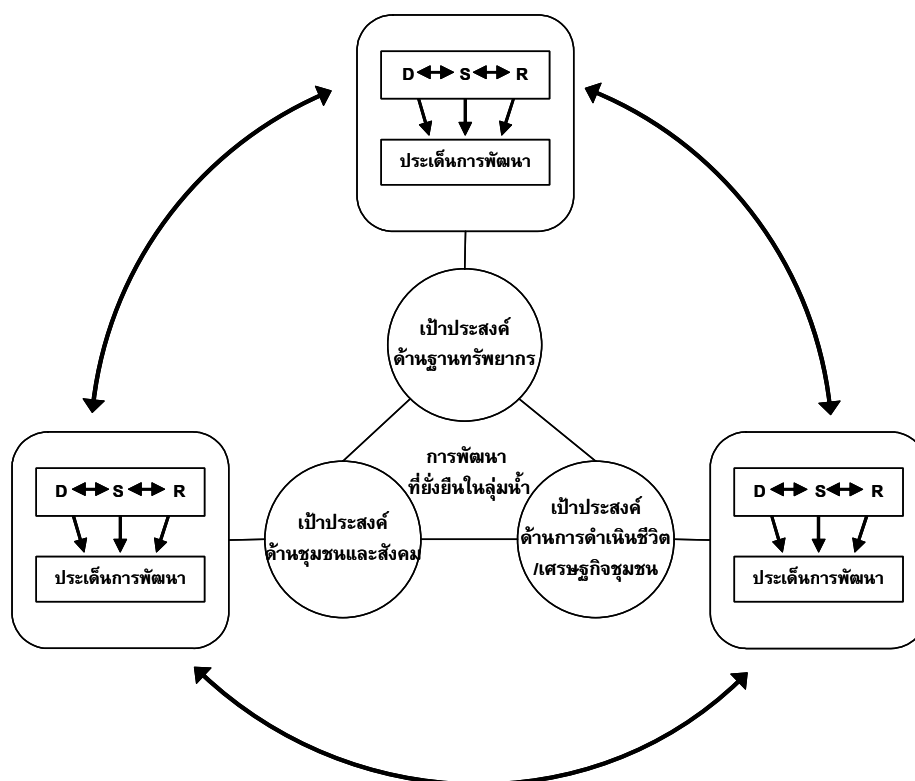 D S R
ประเด็นการพัฒนา
เป้าประสงค์
ด้านฐานทรัพยากร
การพัฒนา
ที่ยั่งยืนในลุ่มน้ำ
D S R
ประเด็นการพัฒนา
เป้าประสงค์
ด้านชุมชนและสังคม
เป้าประสงค์
ด้านการดำเนินชีวิต
/เศรษฐกิจชุมชน
D S R
ประเด็นการพัฒนา